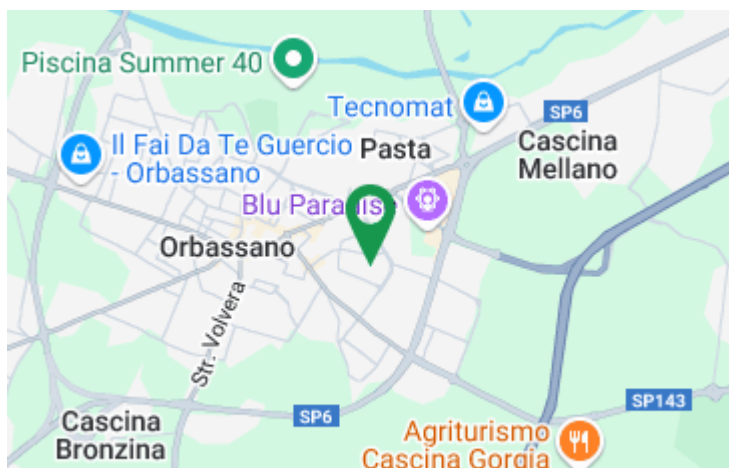 Piscina Summer 40
Tecnomat
SP6
Il Fai Da Te Guercio
- Orbassano
Pasta
Cascina
Mellano
Blu Paradise
Orbassano
Str. Volvera
SP6
SP143
Cascina
Bronzina
Agriturismo
Cascina Gorgia